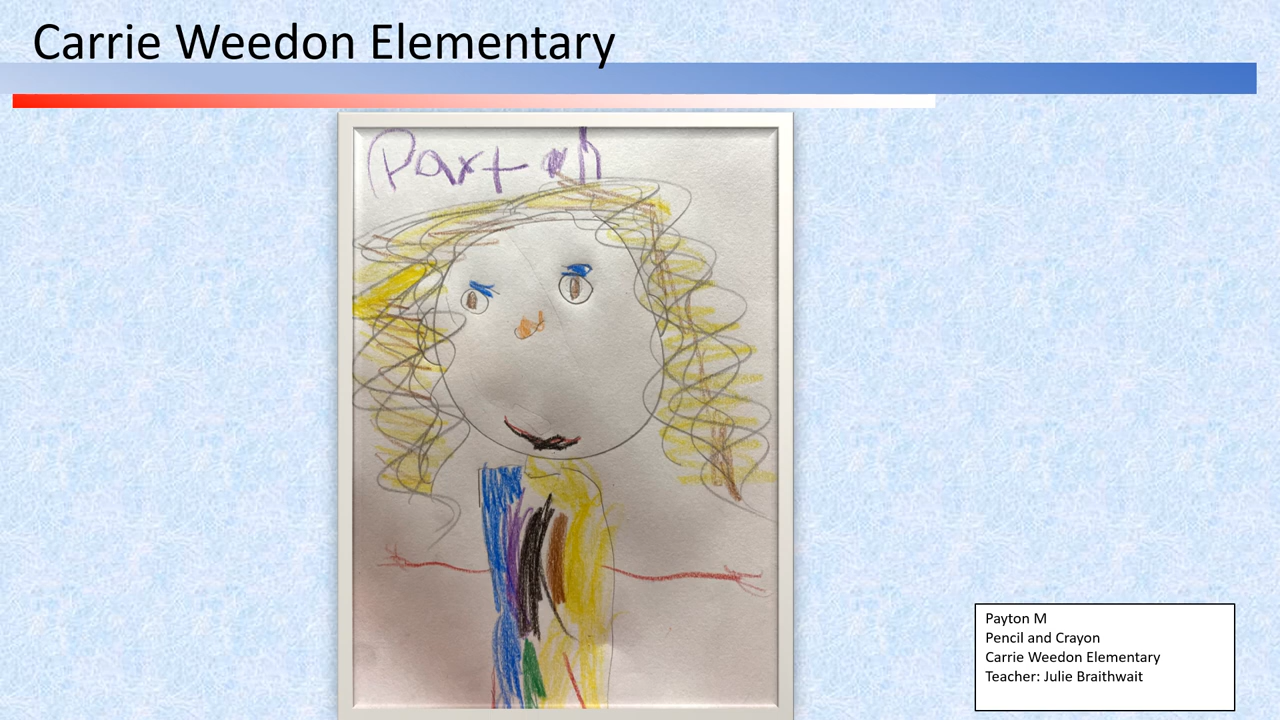 Carrie Weedon Elementary
Payton M
Pencil and Crayon
Carrie Weedon Elementary
Teacher: Julie Braithwait